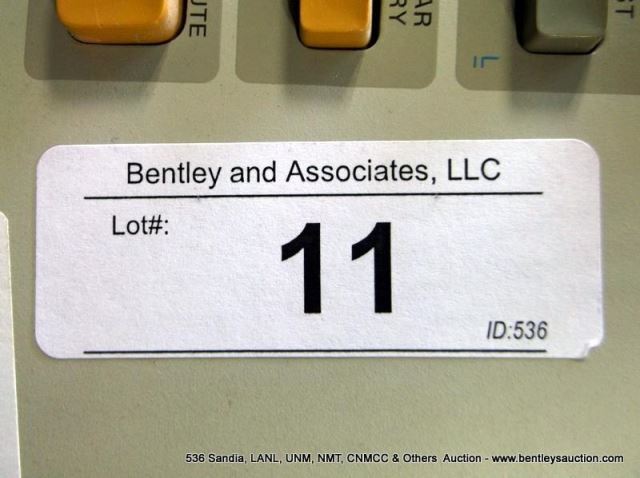 Bentley and Associates, LLC
Lot#:
11
ID:536
536 Sandia, LANL, UNM, NMT, CNMCC & Others Auction - www.bentleysauction.com